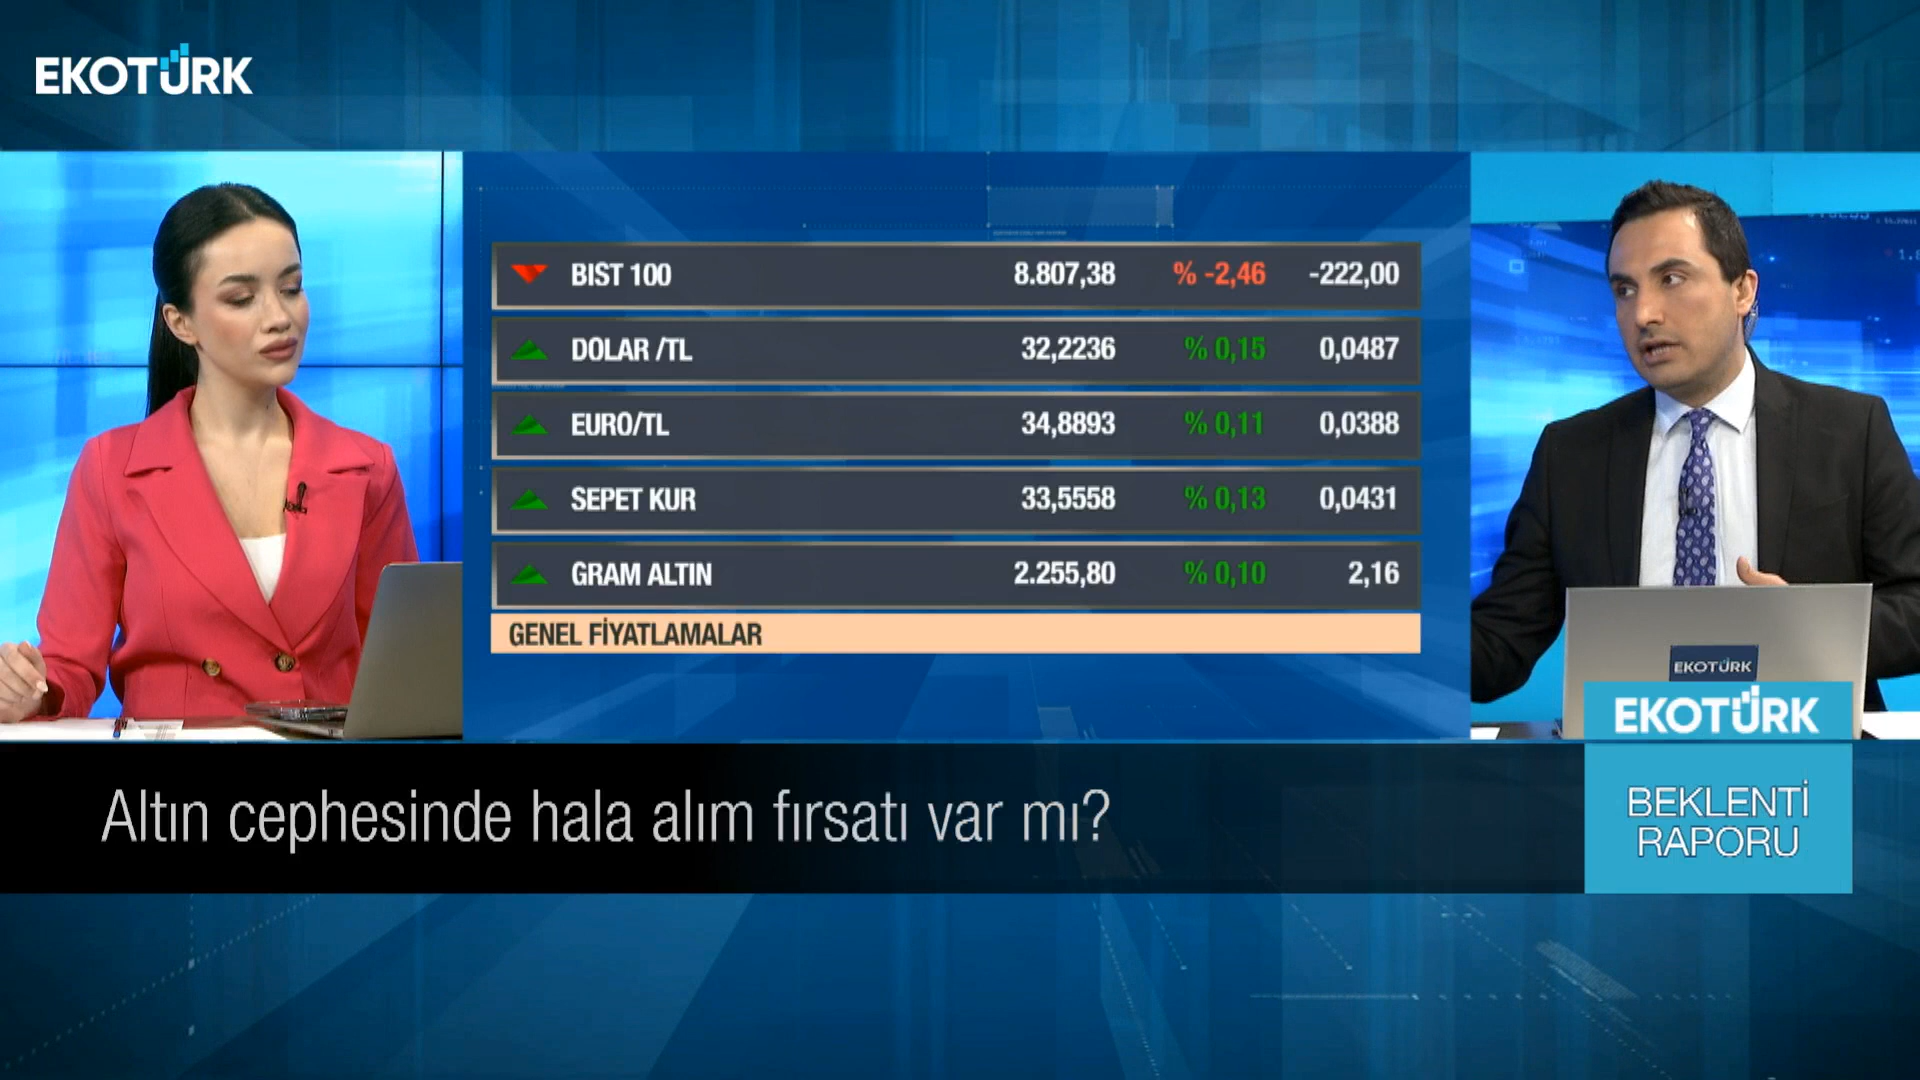 EKOTÜRK
BIST 100 8.807,38 % -2,46 -222,00
DOLAR /TL 32,2236 % 0,15 0,0487
EURO/TL 34,8893 % 0,11 0,0388
SEPET KUR 33,5558 % 0,13 0,0431
GRAM ALTIN 2.255,80 % 0,10 2,16
GENEL FİYATLAMALAR
EKOTÜRK
EKOTÜRK
Altın cephesinde hala alım fırsatı var mı?
BEKLENTİ
RAPORU